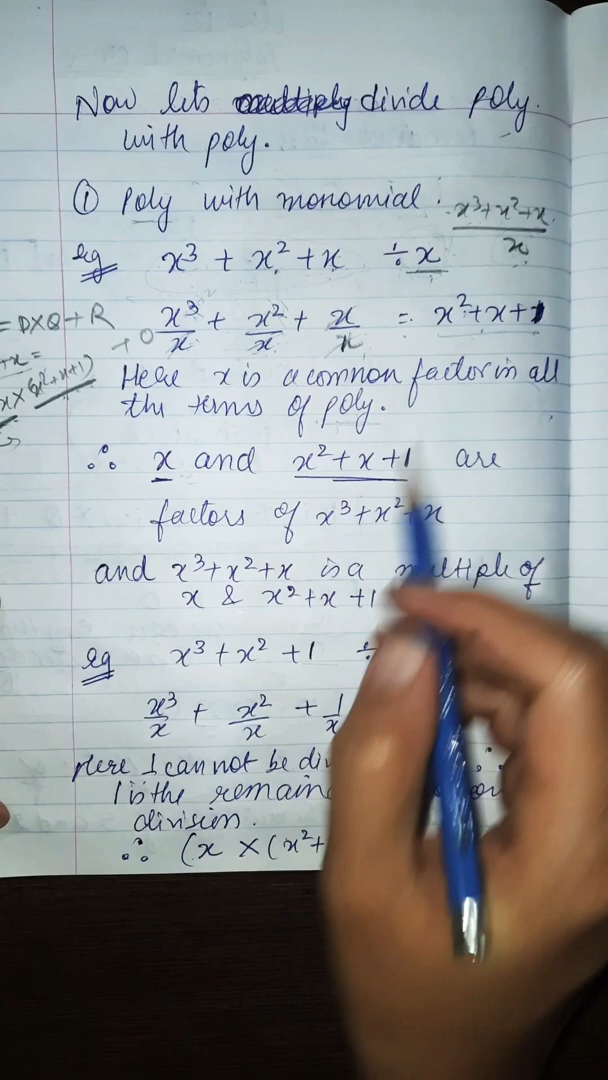 Now lets divide poly.
with poly.
① Poly with monomial.
x³+x²+x / x
eg x³ + x² + x ÷ x
= D×Q+R
x³/x + x²/x + x/x = x²+x+1
+0
+x =
x×(x²+x+1)
Here x is a common factor in all
the terms of poly.
∴ x and x²+x+1 are
factors of x³+x²+x
and x³+x²+x is a multiple of
x & x²+x+1
eg x³+x²+1 ÷
x³/x + x²/x + 1/x
Here 1 can not be
1 is the
division.
∴ (x×(x²+